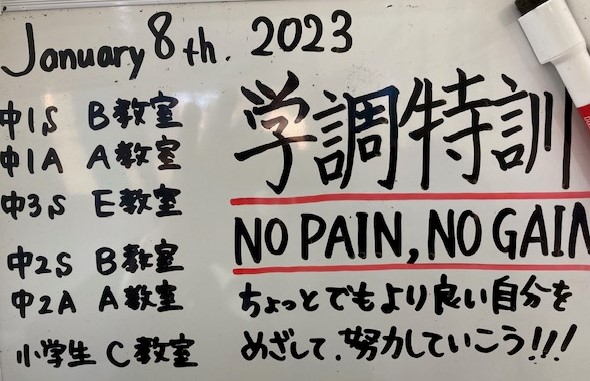 January 8th. 2023
中1S B教室
中1A A教室
中3S E教室
中2S B教室
中2A A教室
小学生 C教室
学調特訓
NO PAIN, NO GAIN
ちょっとでもより良い自分を
めざして、努力していこう!!!